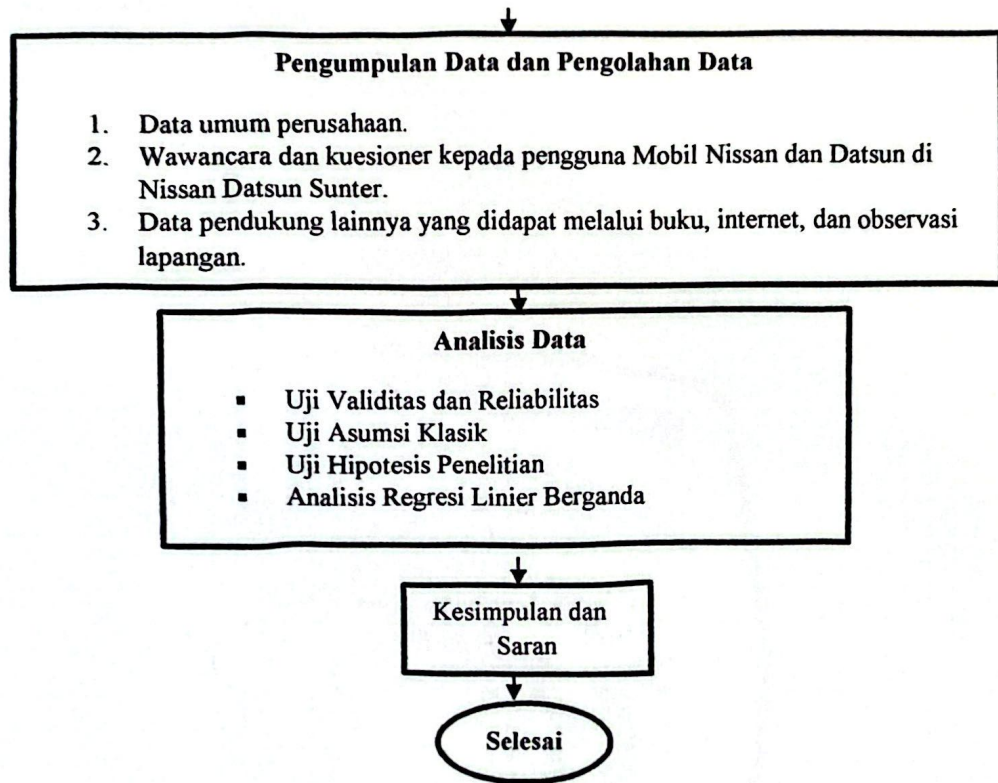 Pengumpulan Data dan Pengolahan Data
1. Data umum perusahaan.
2. Wawancara dan kuesioner kepada pengguna Mobil Nissan dan Datsun di
Nissan Datsun Sunter.
3. Data pendukung lainnya yang didapat melalui buku, internet, dan observasi
lapangan.
Analisis Data
▪ Uji Validitas dan Reliabilitas
▪ Uji Asumsi Klasik
▪ Uji Hipotesis Penelitian
▪ Analisis Regresi Linier Berganda
Kesimpulan dan
Saran
Selesai